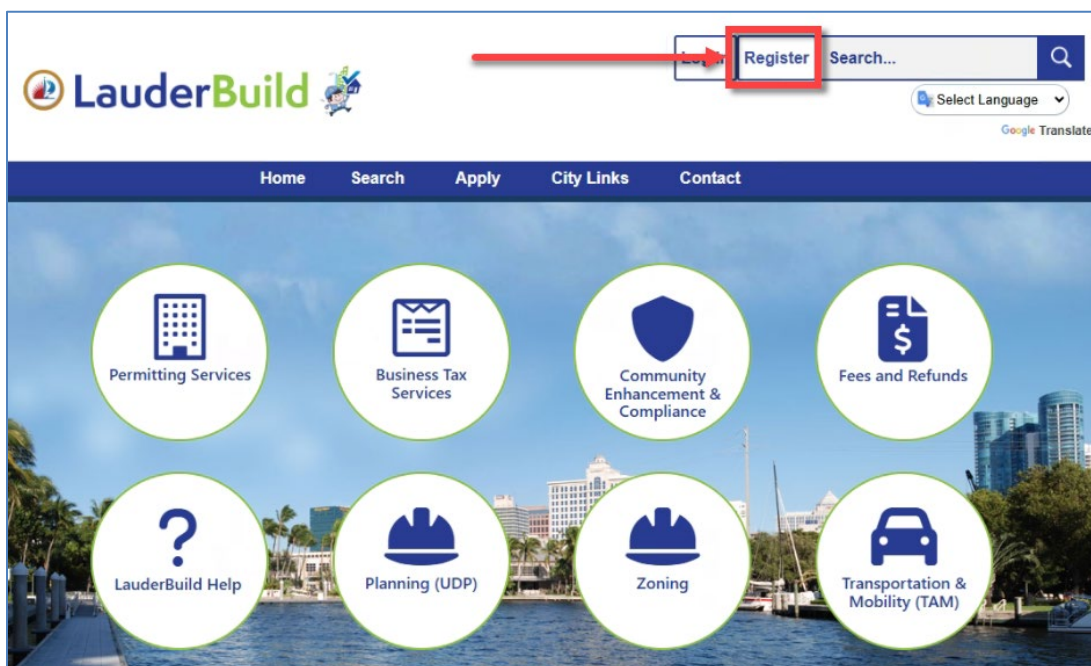 Register
Search...
LauderBuild
Select Language
Google Translate
Home Search Apply City Links Contact
Permitting Services
Business Tax
Services
Community
Enhancement &
Compliance
Fees and Refunds
LauderBuild Help
Planning (UDP)
Zoning
Transportation &
Mobility (TAM)